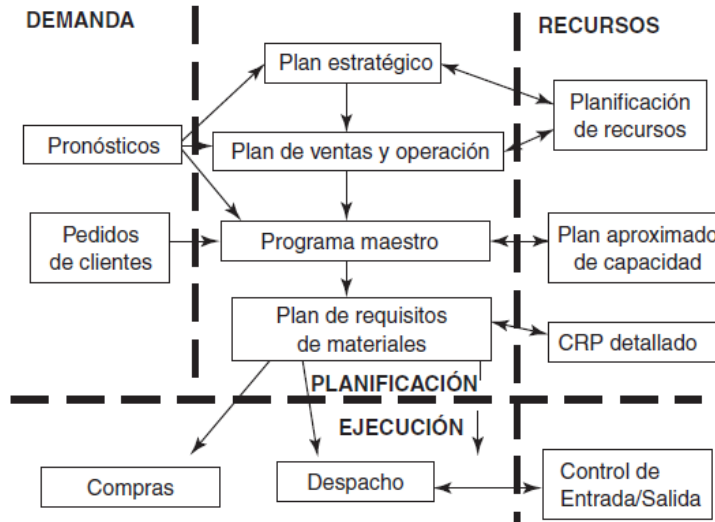 DEMANDA
RECURSOS
Plan estratégico
Planificación
de recursos
Pronósticos
Plan de ventas y operación
Pedidos
de clientes
Programa maestro
Plan aproximado
de capacidad
Plan de requisitos
de materiales
CRP detallado
PLANIFICACIÓN
EJECUCIÓN
Compras
Despacho
Control de
Entrada/Salida